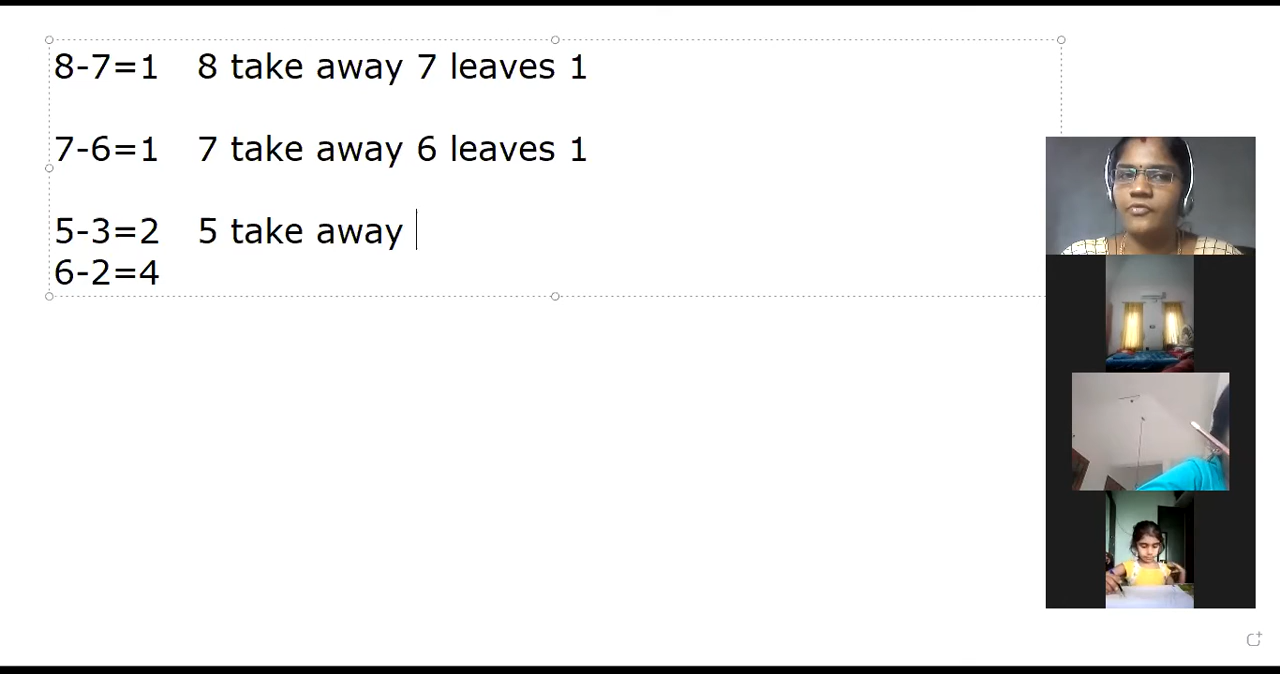 8-7=1 8 take away 7 leaves 1
7-6=1 7 take away 6 leaves 1
5-3=2 5 take away
6-2=4